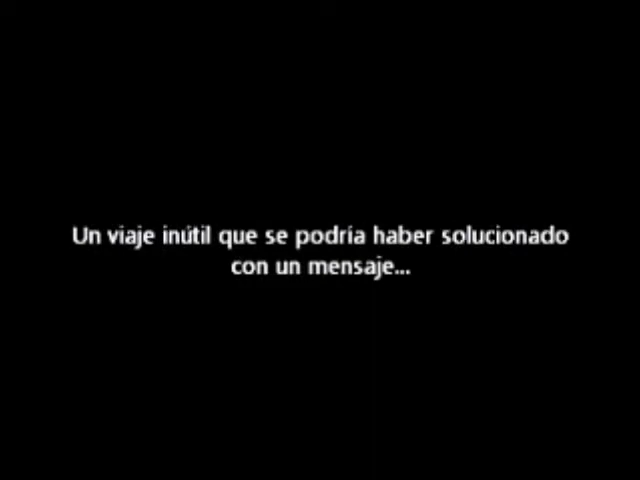 Un viaje inútil que se podría haber solucionado
con un mensaje...